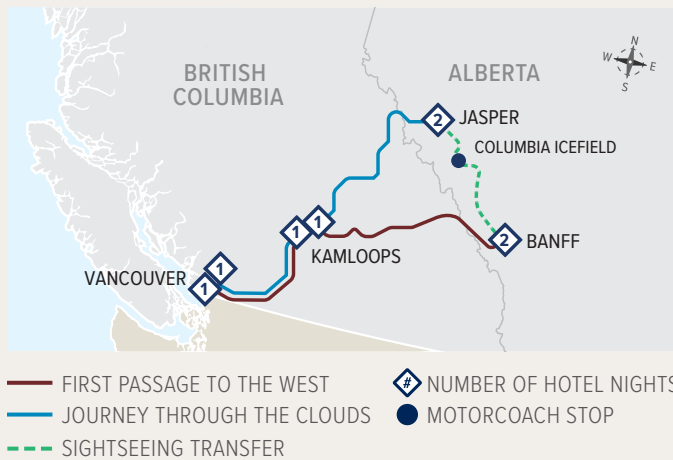 N
W
E
S
BRITISH
COLUMBIA
ALBERTA
2
JASPER
COLUMBIA ICEFIELD
1
1
KAMLOOPS
2
BANFF
VANCOUVER
1
1
FIRST PASSAGE TO THE WEST
# NUMBER OF HOTEL NIGHTS
JOURNEY THROUGH THE CLOUDS
MOTORCOACH STOP
SIGHTSEEING TRANSFER